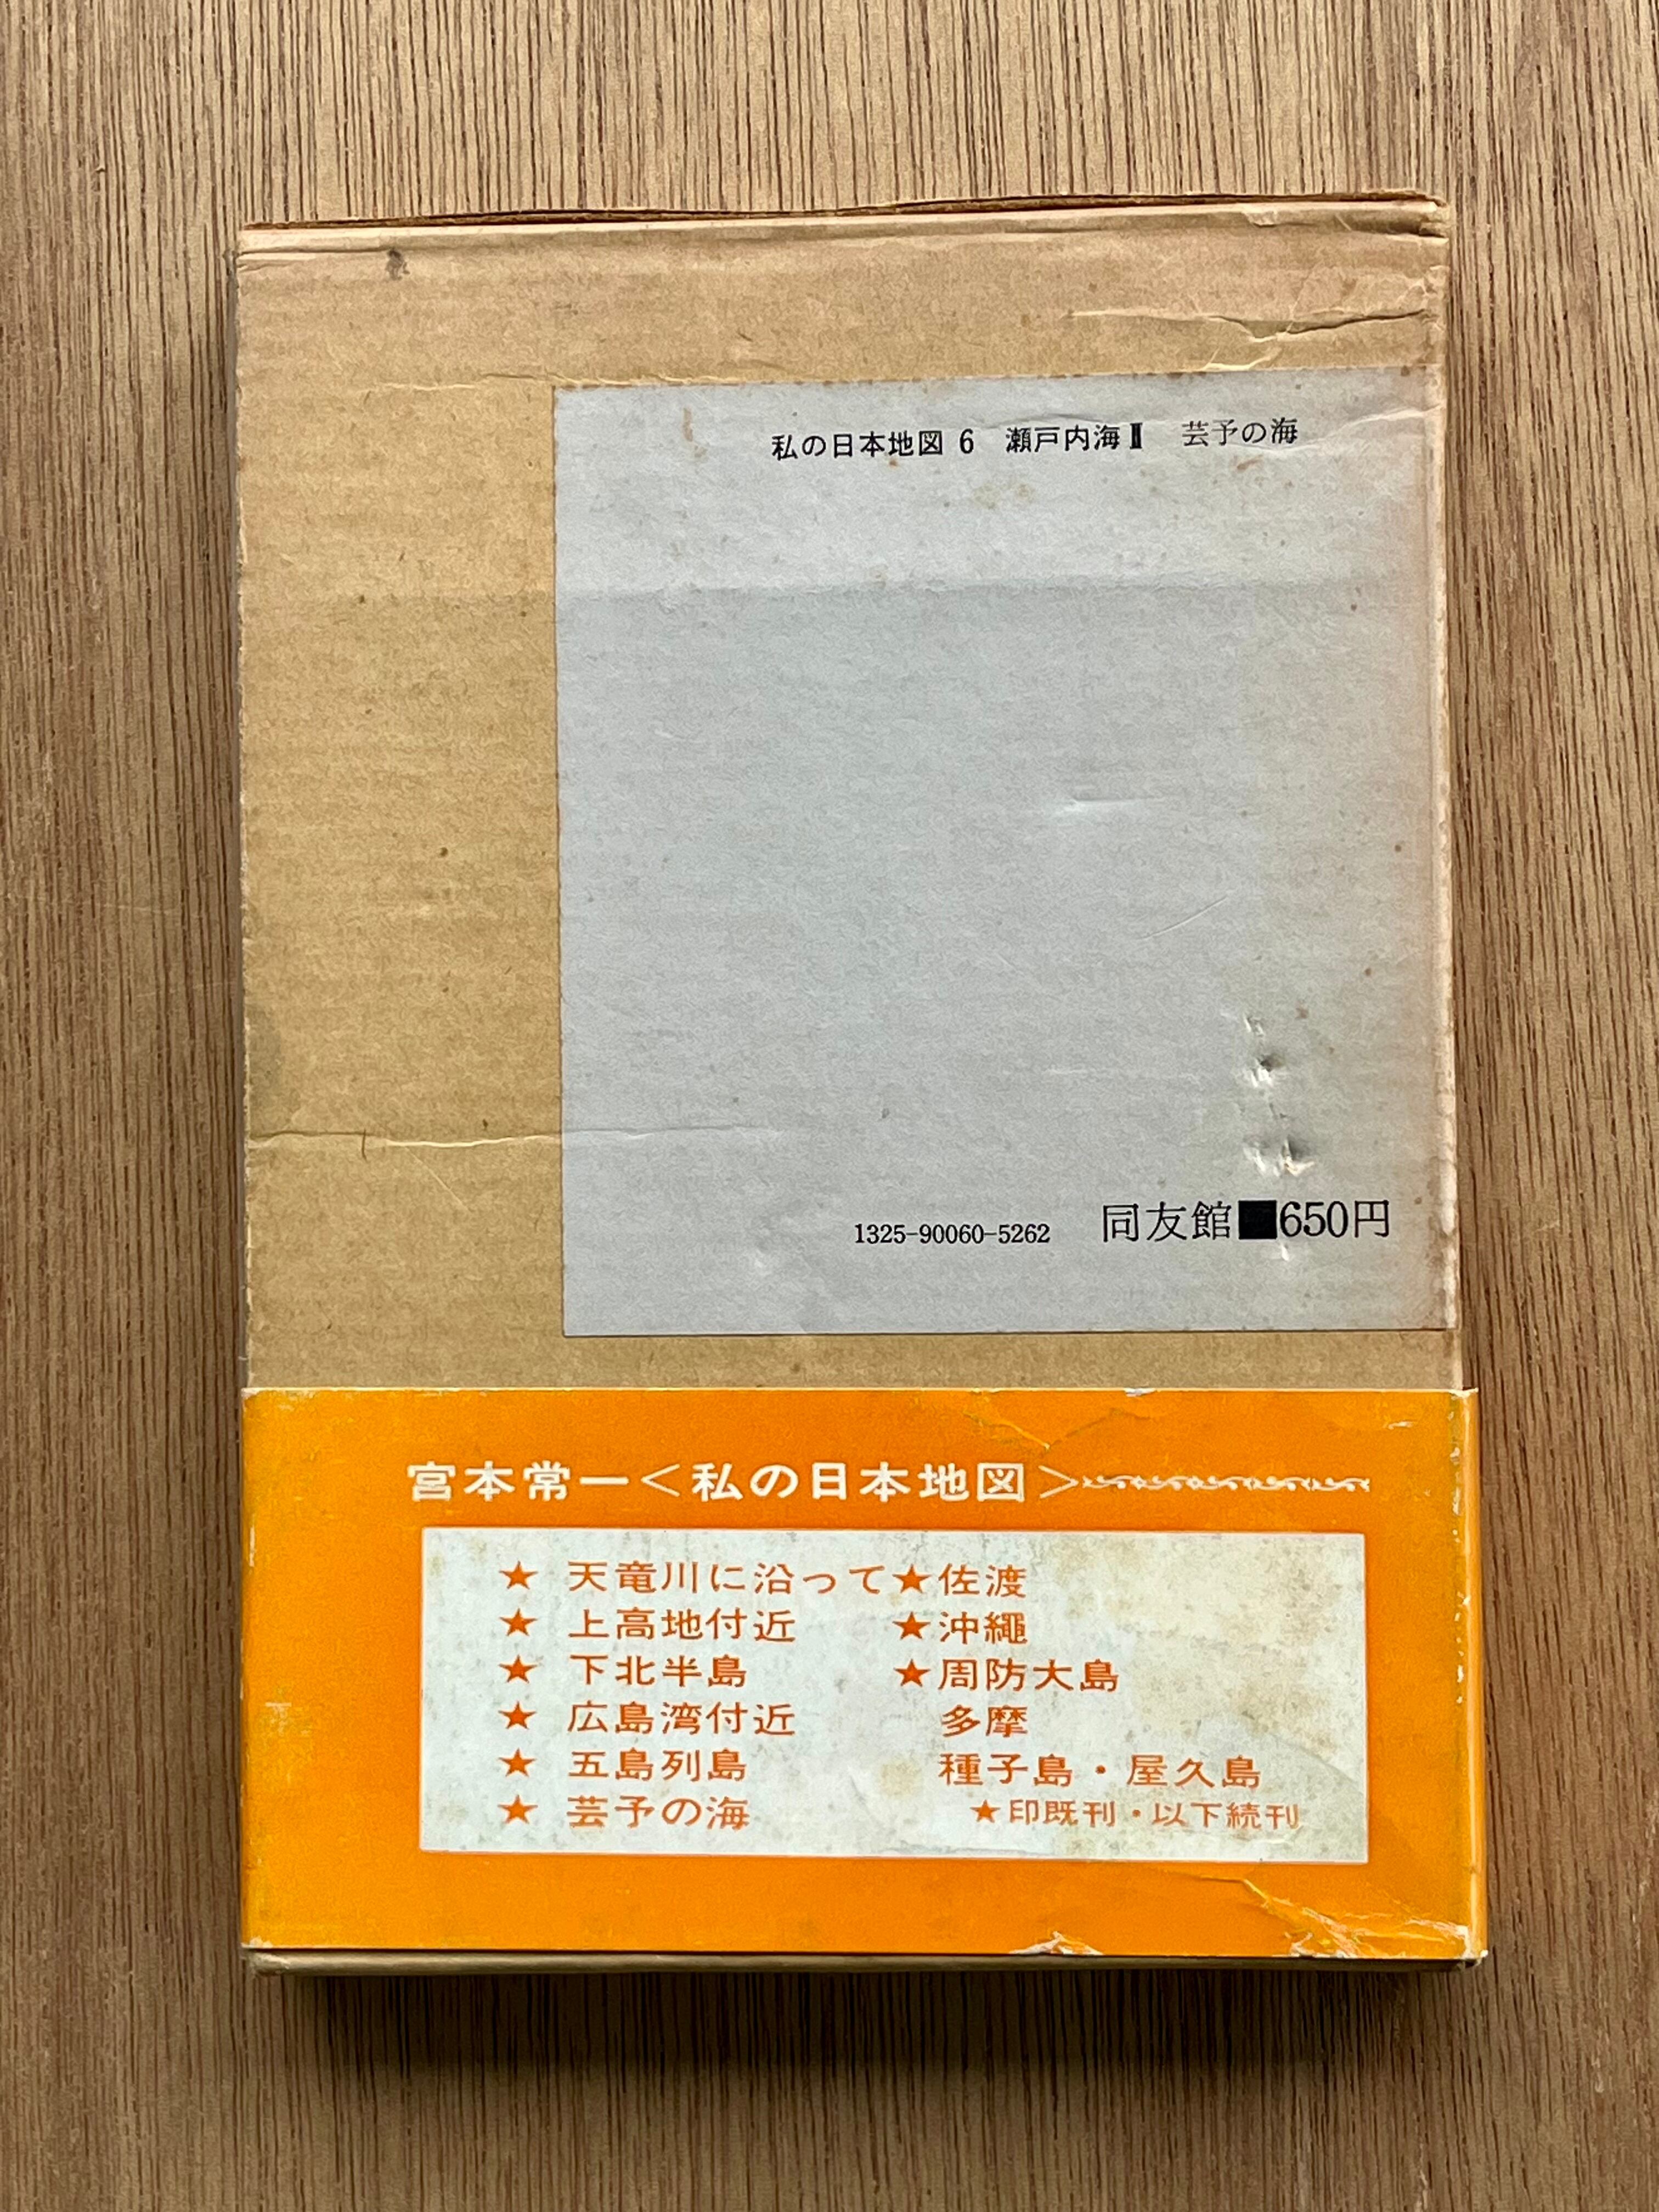 私の日本地図 6 瀬戸内海Ⅱ 芸予の海
1325-90060-5262 同友館■650円
宮本常一＜私の日本地図＞
★ 天竜川に沿って
★ 上高地付近
★ 下北半島
★ 広島湾付近
★ 五島列島
★ 芸予の海
★佐渡
★沖繩
★周防大島
多摩
種子島・屋久島
★印既刊・以下続刊